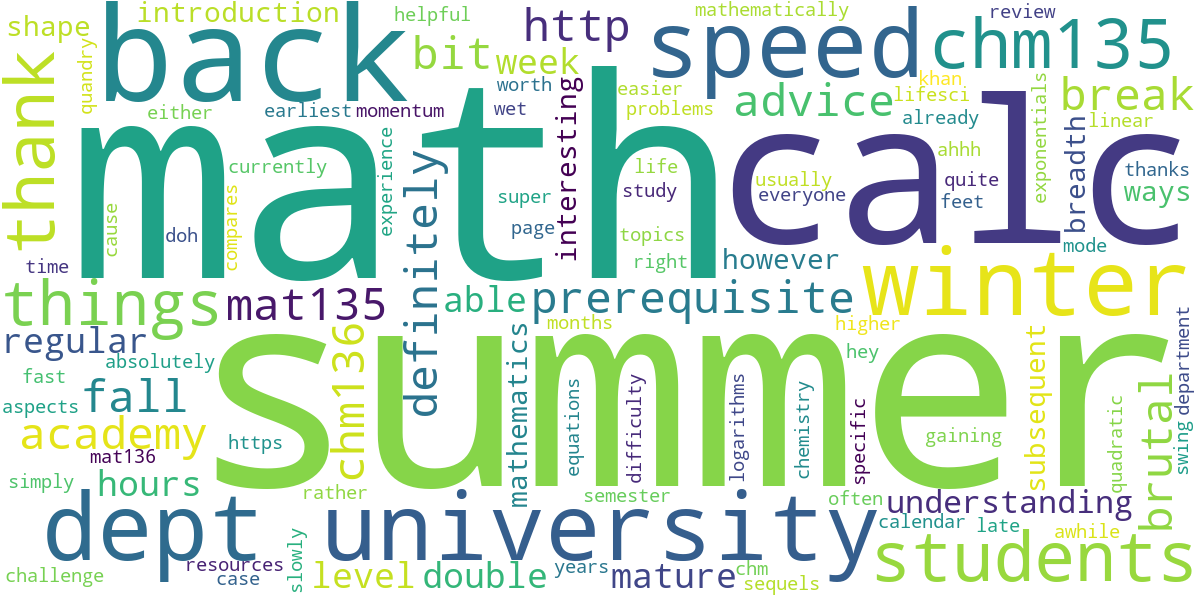 shape
introduction
helpful
http
mathematically
review
back
bit
week
speed
chm135
quandry
thank
either
earliest
momentum
worth
wet
interesting
easier
problems
advice
khan
lifesci
already
exponentials
break
linear
math
calc
currently
experience
super
life
study
usually
everyone
ahhh
quite
feet
breadth
thanks
ways
cause
doh
compares
definitely
page
topics
right
however
mode
time
things
mat135
able
prerequisite
winter
regular
absolutely
chm136
months
higher
hey
department
fast
aspects
fall
summer
academy
mat136
https
mathematics
equations
difficulty
logarithms
chemistry
specific
gaining
subsequent
quadratic
brutal
swing
simply
hours
rather
semester
often
understanding
dept
university
calendar
late
awhile
students
challenge
resources
case
slowly
level
double
years
mature
chm
sequels